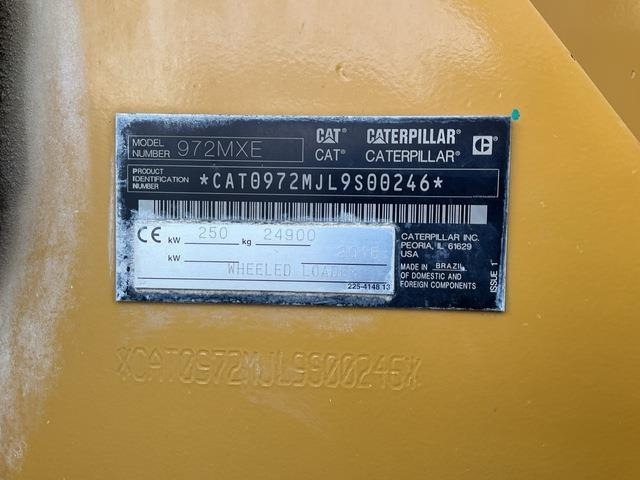 MODEL NUMBER 972MXE CAT CATERPILLAR
CAT® CATERPILLAR®
PRODUCT IDENTIFICATION NUMBER *CAT0972MJL9S00246*
CE kW 250 kg 24900
kW
WHEELED LOADER
225-4148 13
CATERPILLAR INC.
PEORIA, IL 61629
USA
MADE IN BRAZIL
OF DOMESTIC AND
FOREIGN COMPONENTS
ISSUE 1
*CAT0972MJL9S00246*